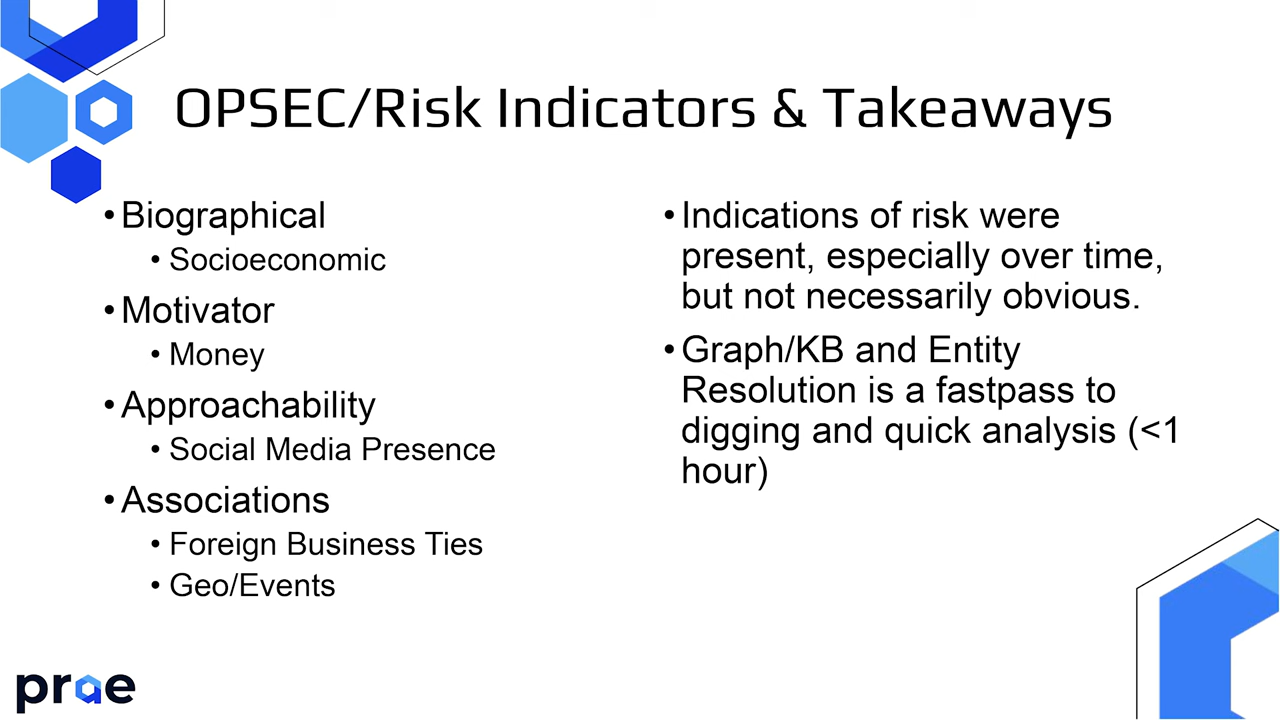 OPSEC/Risk Indicators & Takeaways
• Biographical
• Socioeconomic
• Motivator
• Money
• Approachability
• Social Media Presence
• Associations
• Foreign Business Ties
• Geo/Events
• Indications of risk were
present, especially over time,
but not necessarily obvious.
• Graph/KB and Entity
Resolution is a fastpass to
digging and quick analysis (<1
hour)
prae